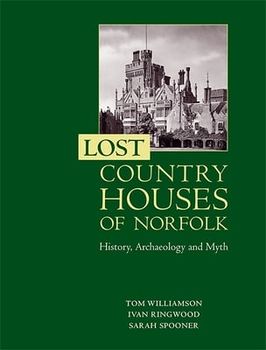 LOST
COUNTRY
HOUSES
OF NORFOLK
History, Archaeology and Myth
TOM WILLIAMSON
IVAN RINGWOOD
SARAH SPOONER